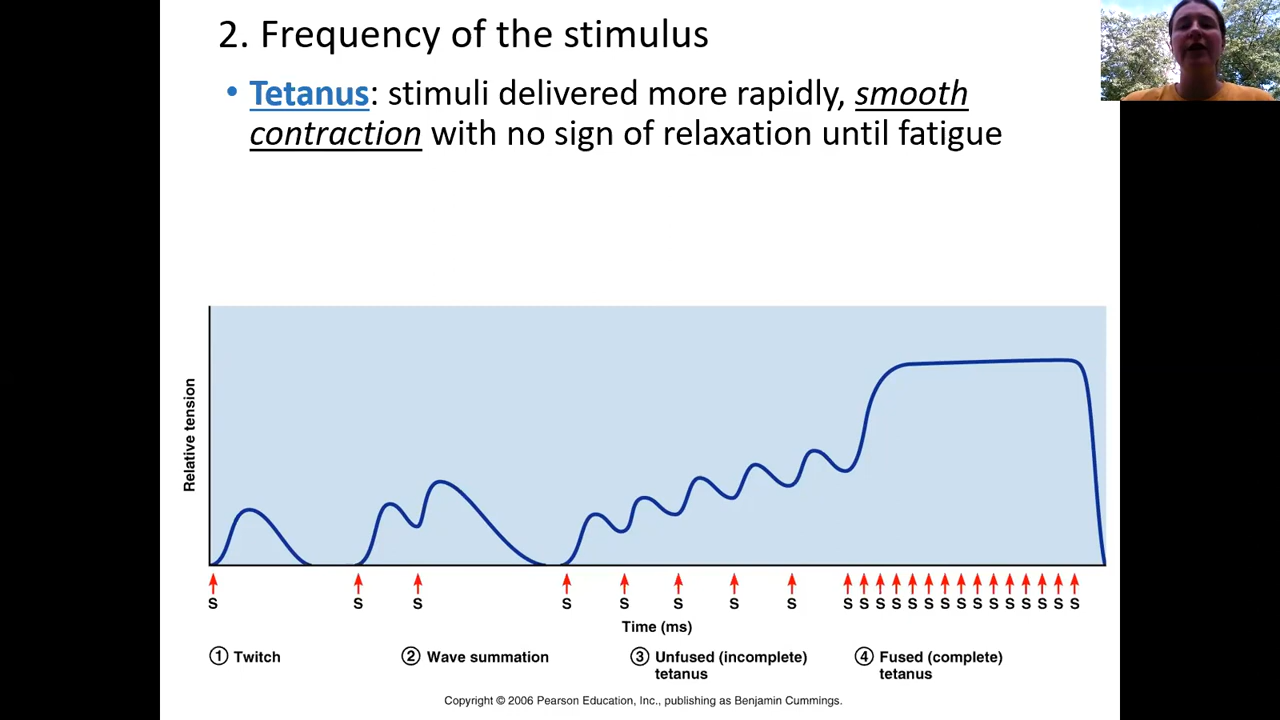 2. Frequency of the stimulus
• Tetanus: stimuli delivered more rapidly, smooth
contraction with no sign of relaxation until fatigue
Relative tension
S S S S S S S S S S S S S S S S S S S S S S S
Time (ms)
① Twitch ② Wave summation ③ Unfused (incomplete) tetanus ④ Fused (complete) tetanus
Copyright © 2006 Pearson Education, Inc., publishing as Benjamin Cummings.